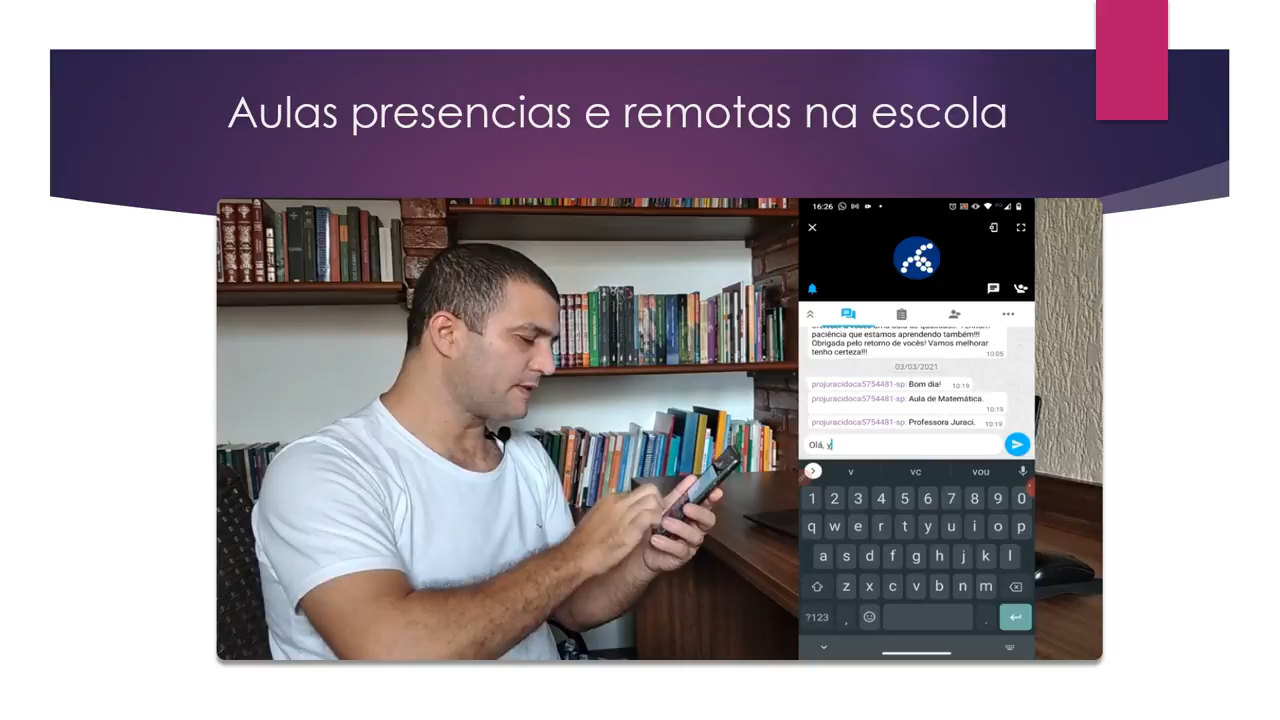 Aulas presencias e remotas na escola
16:26
paciência que estamos aprendendo também!!!
Obrigada pelo retorno de vocês! Vamos melhorar
tenho certeza!!!
10:05
03/03/2021
projuracidoca5754481-sp: Bom dia! 10:19
projuracidoca5754481-sp: Aula de Matemática.
10:19
projuracidoca5754481-sp: Professora Juraci. 10:19
Olá, v
v vc vou
1 2 3 4 5 6 7 8 9 0
q w e r t y u i o p
a s d f g h j k l
z x c v b n m
?123 , .